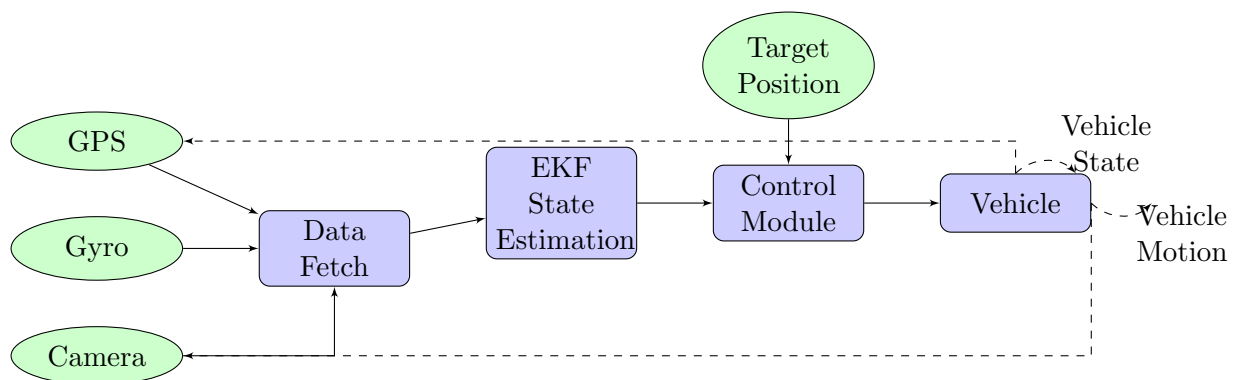 Target
Position
GPS
Vehicle
State
EKF
State
Estimation
Control
Module
Vehicle
Vehicle
Motion
Gyro
Data
Fetch
Camera